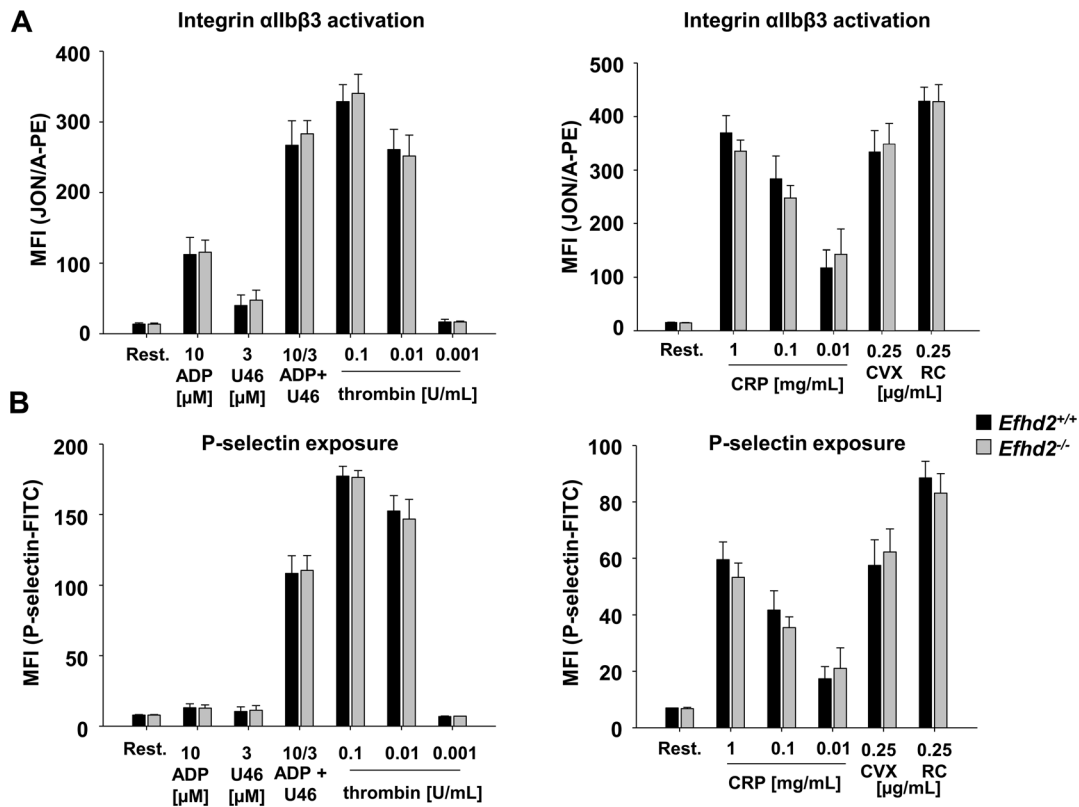 A
Integrin αIIbβ3 activation
MFI (JON/A-PE)
400
300
200
100
0
Rest. 10 3 10/3 0.1 0.01 0.001
ADP U46 ADP+ thrombin [U/mL]
[µM] [µM] U46
Integrin αIIbβ3 activation
MFI (JON/A-PE)
500
400
300
200
100
0
Rest. 1 0.1 0.01 0.25 0.25
CRP [mg/mL] CVX RC
[µg/mL]
B
P-selectin exposure
MFI (P-selectin-FITC)
200
150
100
50
0
Rest. 10 3 10/3 0.1 0.01 0.001
ADP U46 ADP + thrombin [U/mL]
[µM] [µM] U46
P-selectin exposure
MFI (P-selectin-FITC)
100
80
60
40
20
0
Rest. 1 0.1 0.01 0.25 0.25
CRP [mg/mL] CVX RC
[µg/mL]
Efhd2+/+
Efhd2-/-